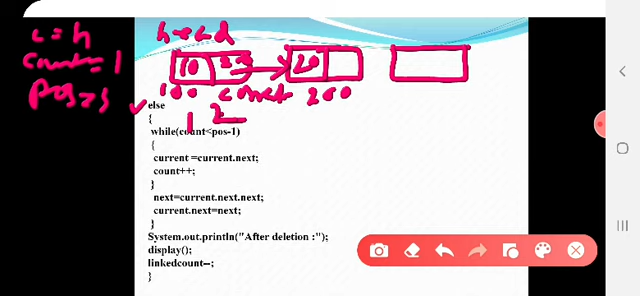 c=h
count=1
pos=3
head
10
20
100
200
1 2
else
{
while(count<pos-1)
{
current =current.next;
count++;
}
next=current.next.next;
current.next=next;
}
System.out.println("After deletion :");
display();
linkedcount--;
}